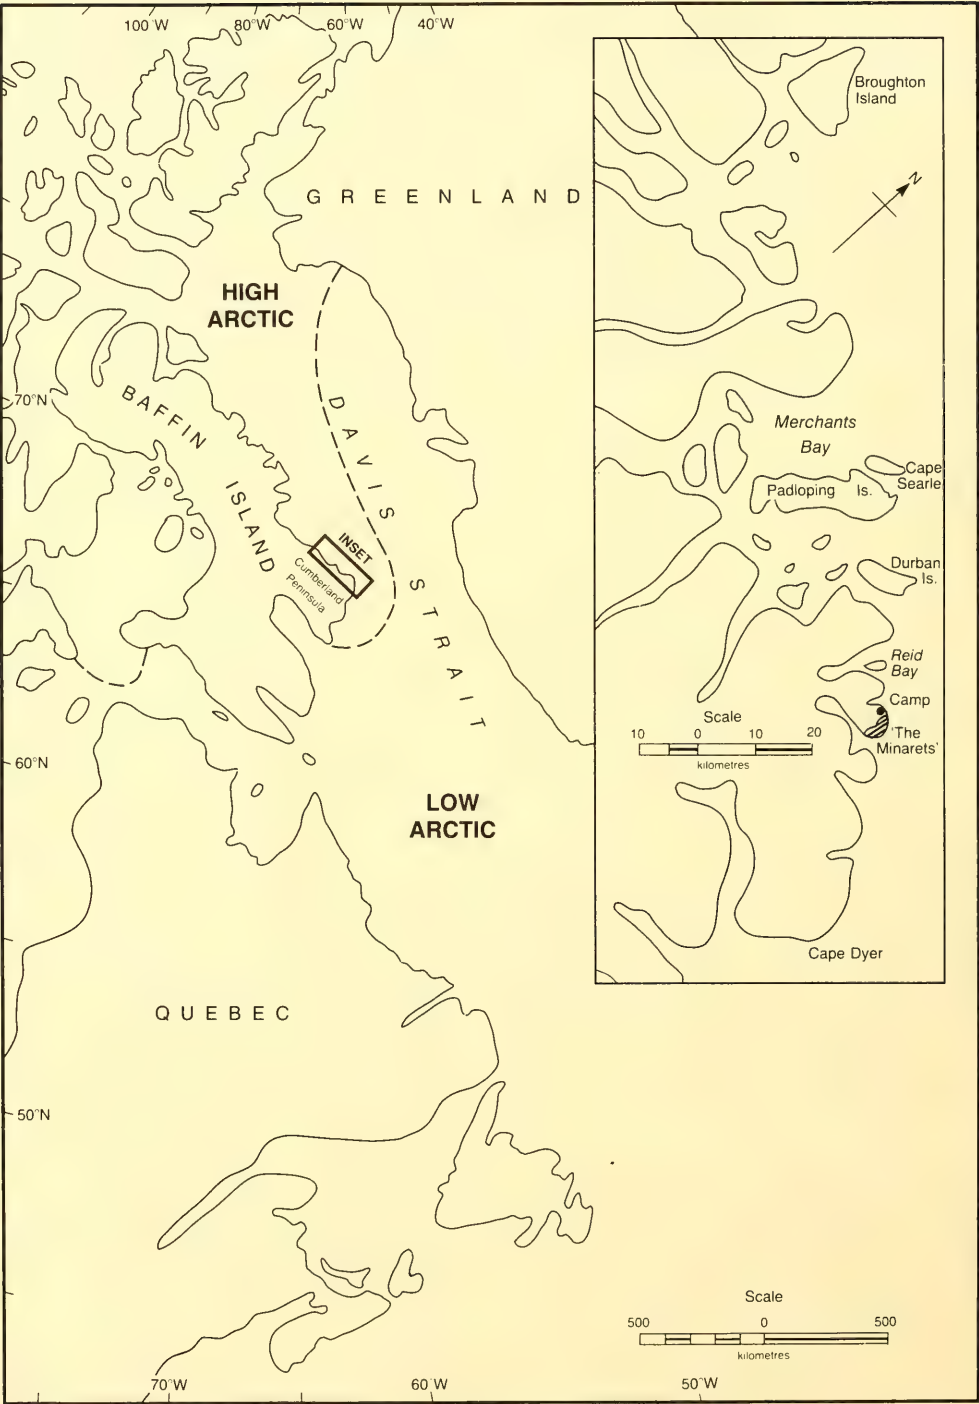 100°W
80°W
60°W
40°W
GREENLAND
HIGH
ARCTIC
70°N
BAFFIN
ISLAND
DAVIS
STRAIT
INSET
Cumberland
Peninsula
60°N
LOW
ARCTIC
QUEBEC
50°N
70°W
60°W
50°W
Scale
500 0 500
kilometres
Broughton
Island
N
Merchants
Bay
Cape
Searle
Padloping Is.
Durban
Is.
Reid
Bay
Camp
'The
Minarets'
Scale
10 0 10 20
kilometres
Cape Dyer